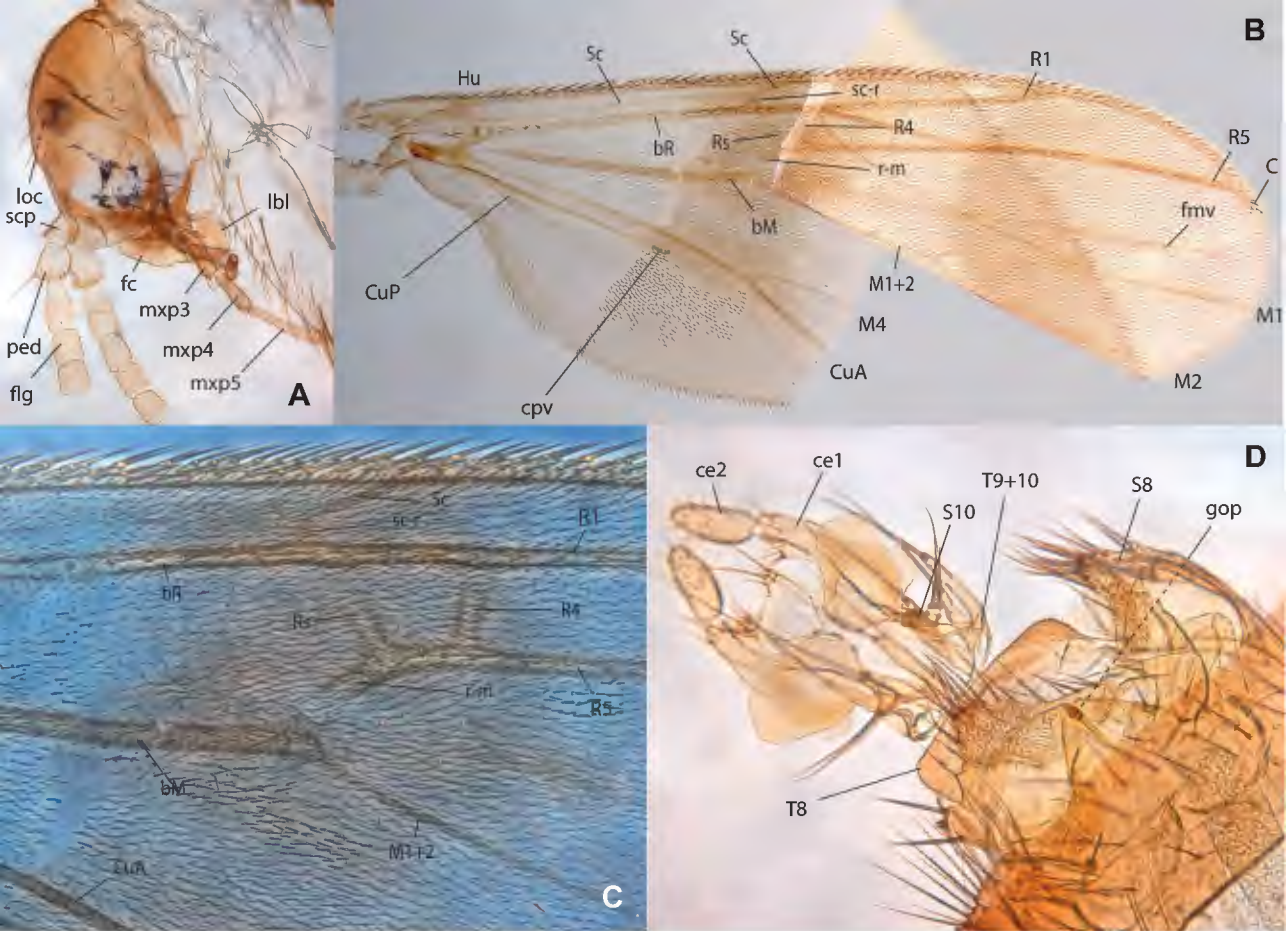 loc
scp
ped
flg
fc
mxp3
mxp4
mxp5
lbl
A
Hu
Sc
Sc
R1
B
sc-r
bR
Rs
R4
r-m
R5
C
bM
fmv
CuP
M1+2
M1
M4
CuA
M2
cpv
Sc
sc-r
R1
bR
Rs
R4
r-m
R5
bM
M1+2
CuA
C
ce2
ce1
T9+10
S10
S8
gop
D
T8